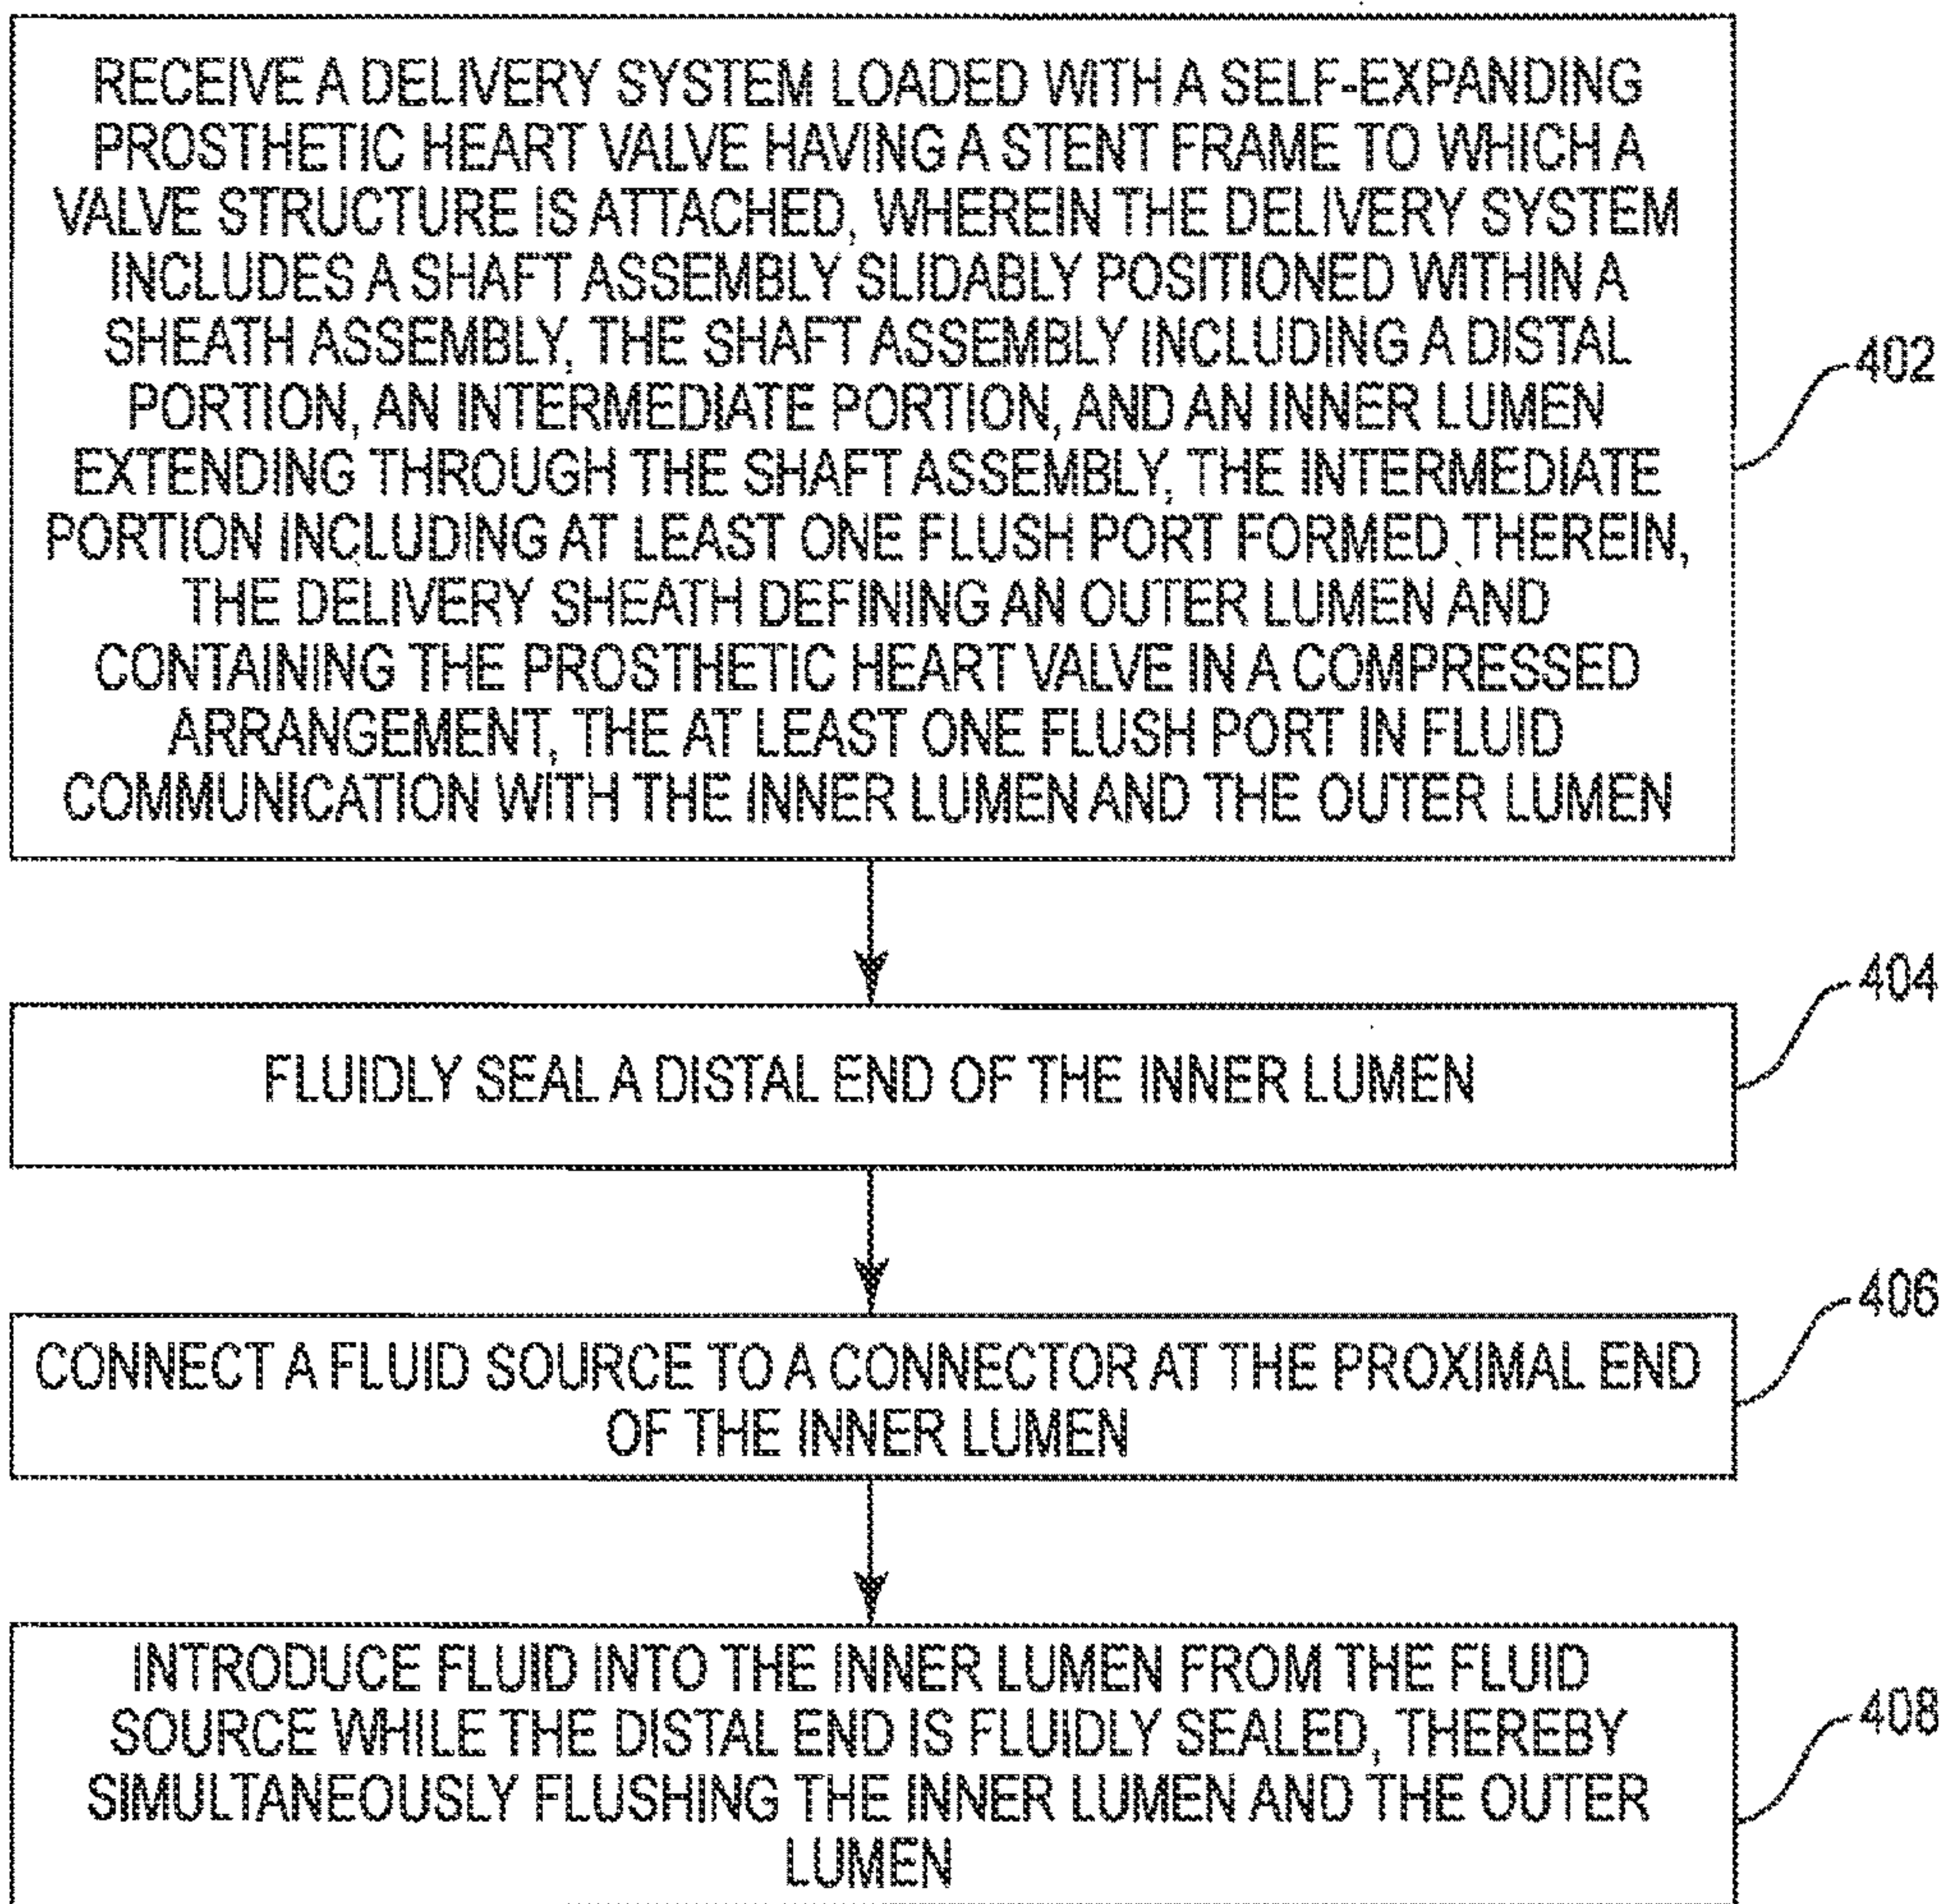 RECEIVE A DELIVERY SYSTEM LOADED WITH A SELF-EXPANDING
PROSTHETIC HEART VALVE HAVING A STENT FRAME TO WHICH A
VALVE STRUCTURE IS ATTACHED, WHEREIN THE DELIVERY SYSTEM
INCLUDES A SHAFT ASSEMBLY SLIDABLY POSITIONED WITHIN A
SHEATH ASSEMBLY, THE SHAFT ASSEMBLY INCLUDING A DISTAL
PORTION, AN INTERMEDIATE PORTION, AND AN INNER LUMEN
EXTENDING THROUGH THE SHAFT ASSEMBLY, THE INTERMEDIATE
PORTION INCLUDING AT LEAST ONE FLUSH PORT FORMED THEREIN,
THE DELIVERY SHEATH DEFINING AN OUTER LUMEN AND
CONTAINING THE PROSTHETIC HEART VALVE IN A COMPRESSED
ARRANGEMENT, THE AT LEAST ONE FLUSH PORT IN FLUID
COMMUNICATION WITH THE INNER LUMEN AND THE OUTER LUMEN
402
FLUIDLY SEAL A DISTAL END OF THE INNER LUMEN
404
CONNECT A FLUID SOURCE TO A CONNECTOR AT THE PROXIMAL END
OF THE INNER LUMEN
406
INTRODUCE FLUID INTO THE INNER LUMEN FROM THE FLUID
SOURCE WHILE THE DISTAL END IS FLUIDLY SEALED, THEREBY
SIMULTANEOUSLY FLUSHING THE INNER LUMEN AND THE OUTER
LUMEN
408